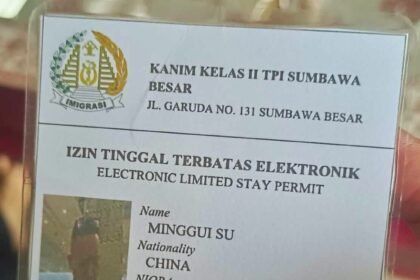 IMIGRASI
KANIM KELAS II TPI SUMBAWA
BESAR
JL. GARUDA NO. 131 SUMBAWA BESAR
IZIN TINGGAL TERBATAS ELEKTRONIK
ELECTRONIC LIMITED STAY PERMIT
Name
MINGGUI SU
Nationality
CHINA
NIORA